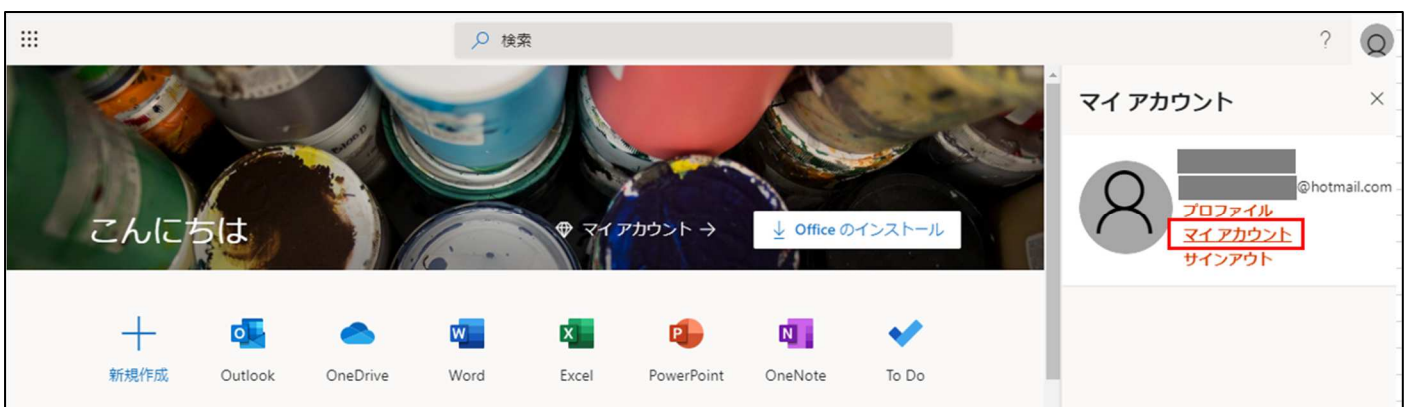 検索
?
マイ アカウント
@hotmail.com
プロファイル
マイ アカウント
サインアウト
こんにちは
マイ アカウント →
Office のインストール
新規作成
Outlook
OneDrive
Word
Excel
PowerPoint
OneNote
To Do